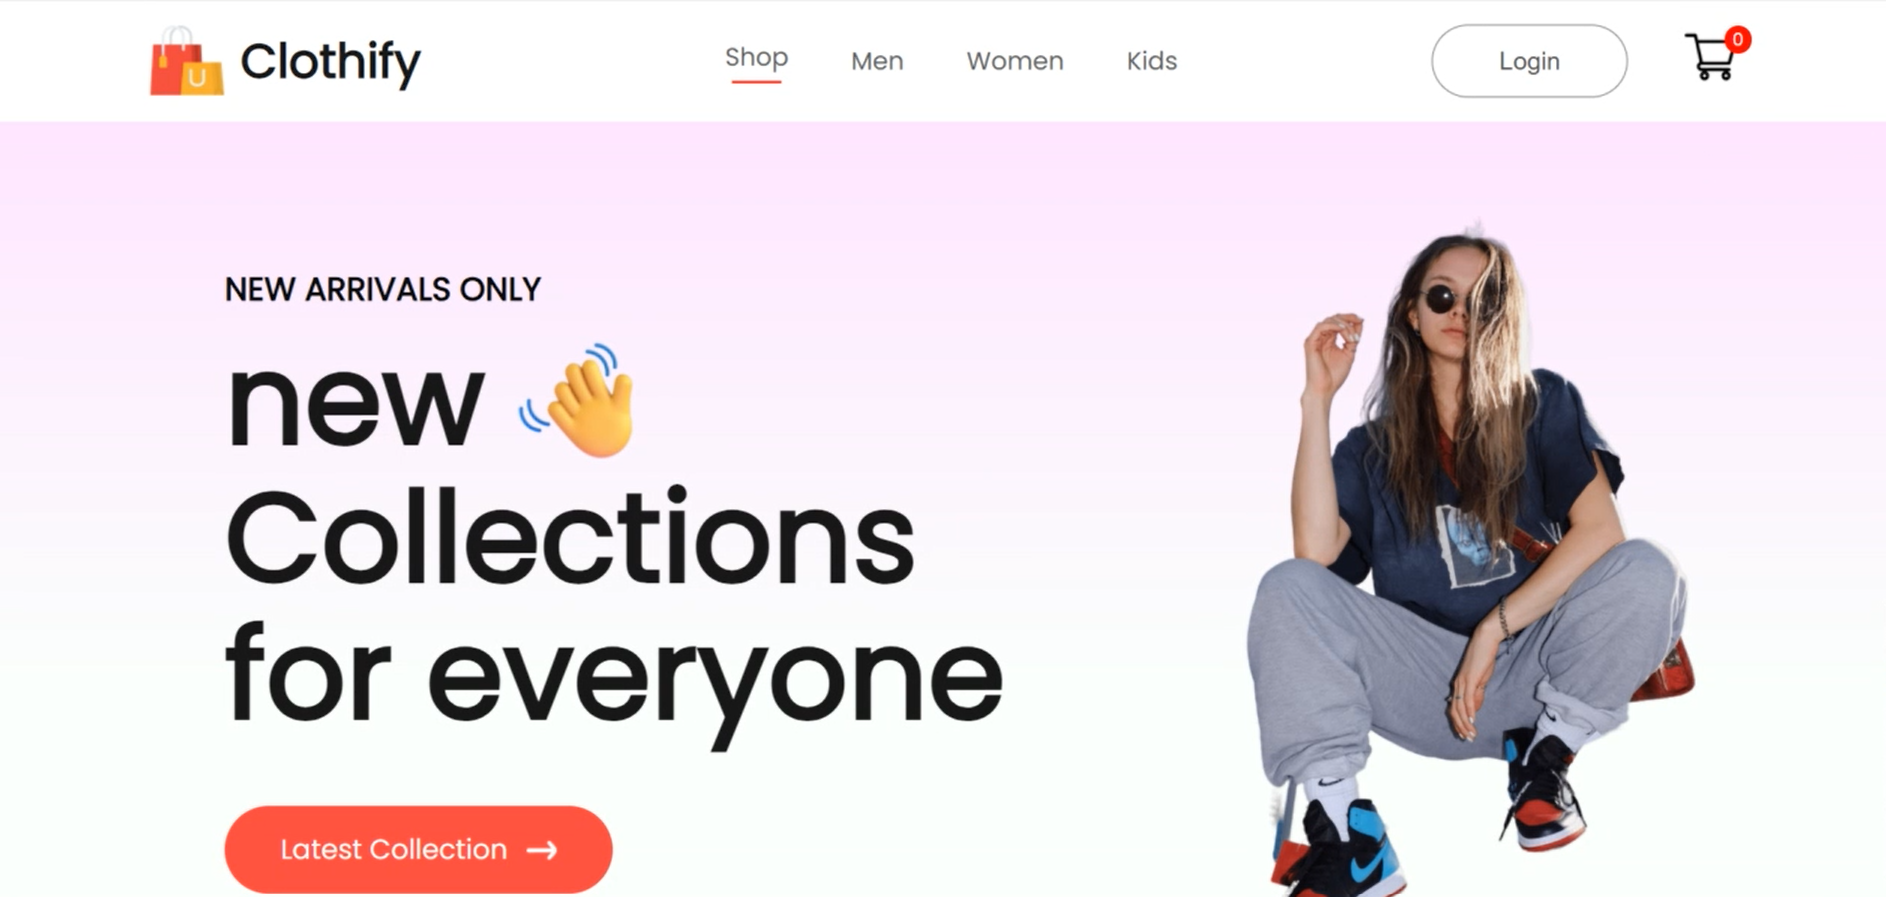 Clothify
Shop Men Women Kids
Login
0
NEW ARRIVALS ONLY
new 👋
Collections
for everyone
Latest Collection →